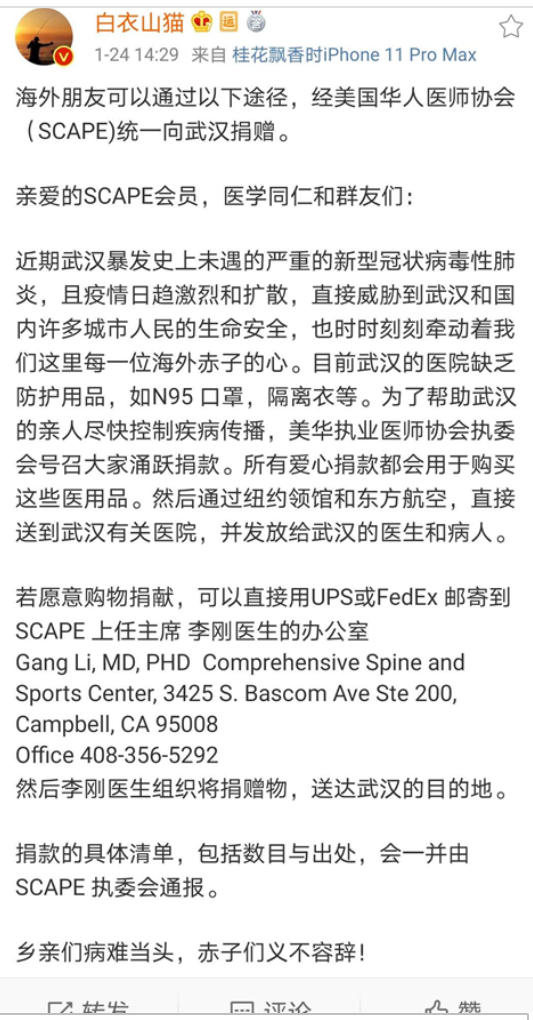 白衣山猫
1-24 14:29 来自 桂花飘香时iPhone 11 Pro Max
海外朋友可以通过以下途径，经美国华人医师协会
（SCAPE)统一向武汉捐赠。
亲爱的SCAPE会员，医学同仁和群友们：
近期武汉暴发史上未遇的严重的新型冠状病毒性肺
炎，且疫情日趋激烈和扩散，直接威胁到武汉和国
内许多城市人民的生命安全，也时时刻刻牵动着我
们这里每一位海外赤子的心。目前武汉的医院缺乏
防护用品，如N95 口罩，隔离衣等。为了帮助武汉
的亲人尽快控制疾病传播，美华执业医师协会执委
会号召大家涌跃捐款。所有爱心捐款都会用于购买
这些医用品。然后通过纽约领馆和东方航空，直接
送到武汉有关医院，并发放给武汉的医生和病人。
若愿意购物捐献，可以直接用UPS或FedEx 邮寄到
SCAPE 上任主席 李刚医生的办公室
Gang Li, MD, PHD  Comprehensive Spine and
Sports Center, 3425 S. Bascom Ave Ste 200,
Campbell, CA 95008
Office 408-356-5292
然后李刚医生组织将捐赠物，送达武汉的目的地。
捐款的具体清单，包括数目与出处，会一并由
SCAPE 执委会通报。
乡亲们病难当头，赤子们义不容辞！
转发 评论 赞